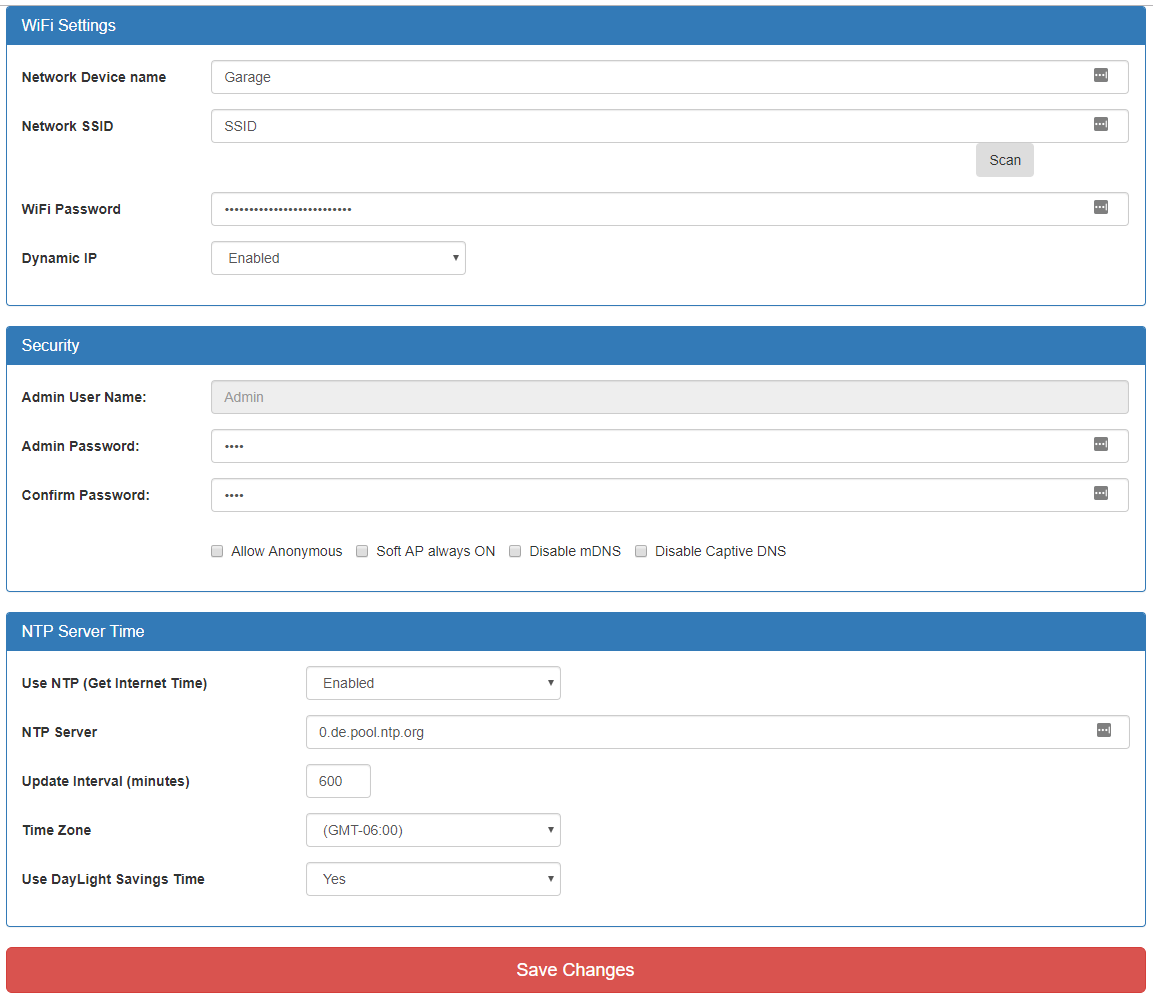 WiFi Settings
Network Device name Garage
Network SSID SSID
Scan
WiFi Password ••••••••••••••••••••••••••
Dynamic IP Enabled
Security
Admin User Name: Admin
Admin Password: ••••
Confirm Password: ••••
Allow Anonymous Soft AP always ON Disable mDNS Disable Captive DNS
NTP Server Time
Use NTP (Get Internet Time) Enabled
NTP Server 0.de.pool.ntp.org
Update Interval (minutes) 600
Time Zone (GMT-06:00)
Use DayLight Savings Time Yes
Save Changes